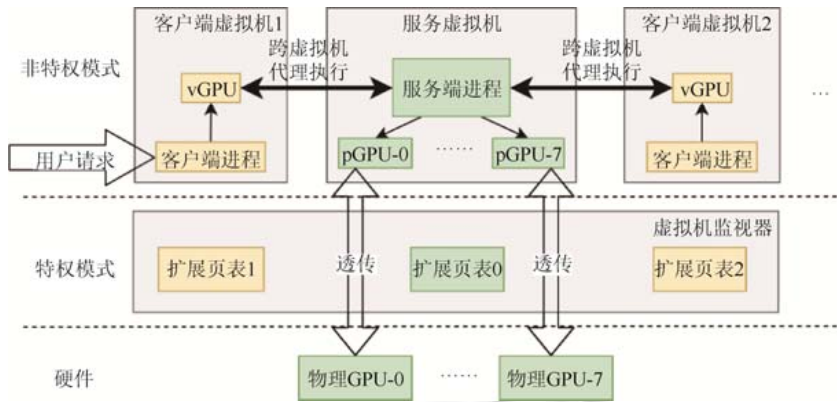 客户端虚拟机1
服务虚拟机
客户端虚拟机2
非特权模式
跨虚拟机
代理执行
跨虚拟机
代理执行
vGPU
服务端进程
vGPU
…
用户请求
客户端进程
pGPU-0
……
pGPU-7
客户端进程
虚拟机监视器
特权模式
扩展页表1
透传
扩展页表0
透传
扩展页表2
硬件
物理GPU-0
……
物理GPU-7